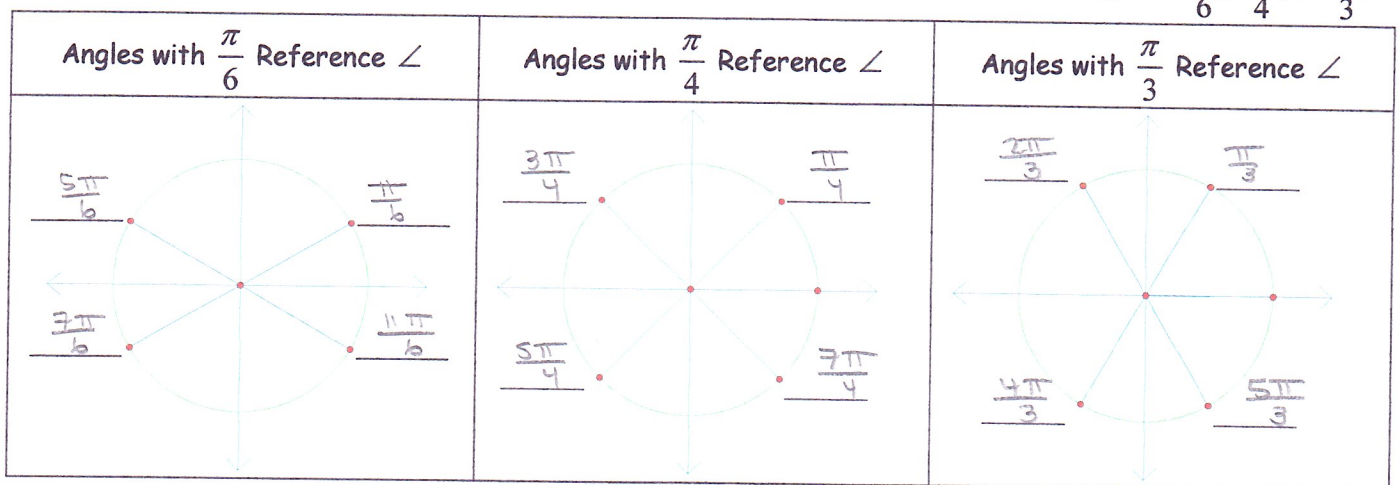 6 4 3
Angles with π/6 Reference ∠
Angles with π/4 Reference ∠
Angles with π/3 Reference ∠
5π/6
π/6
7π/6
11π/6
3π/4
π/4
5π/4
7π/4
2π/3
π/3
4π/3
5π/3